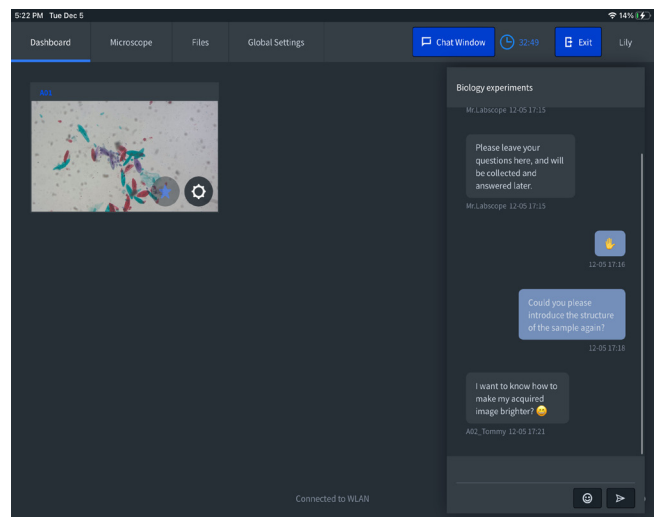 5:22 PM Tue Dec 5
14%
Dashboard
Microscope
Files
Global Settings
Chat Window
32:49
Exit
Lily
A01
Biology experiments
Mr.Labscope 12-05 17:15
Please leave your
questions here, and will
be collected and
answered later.
Mr.Labscope 12-05 17:15
12-05 17:16
Could you please
introduce the structure
of the sample again?
12-05 17:18
I want to know how to
make my acquired
image brighter? 😀
A02_Tommy 12-05 17:21
Connected to WLAN